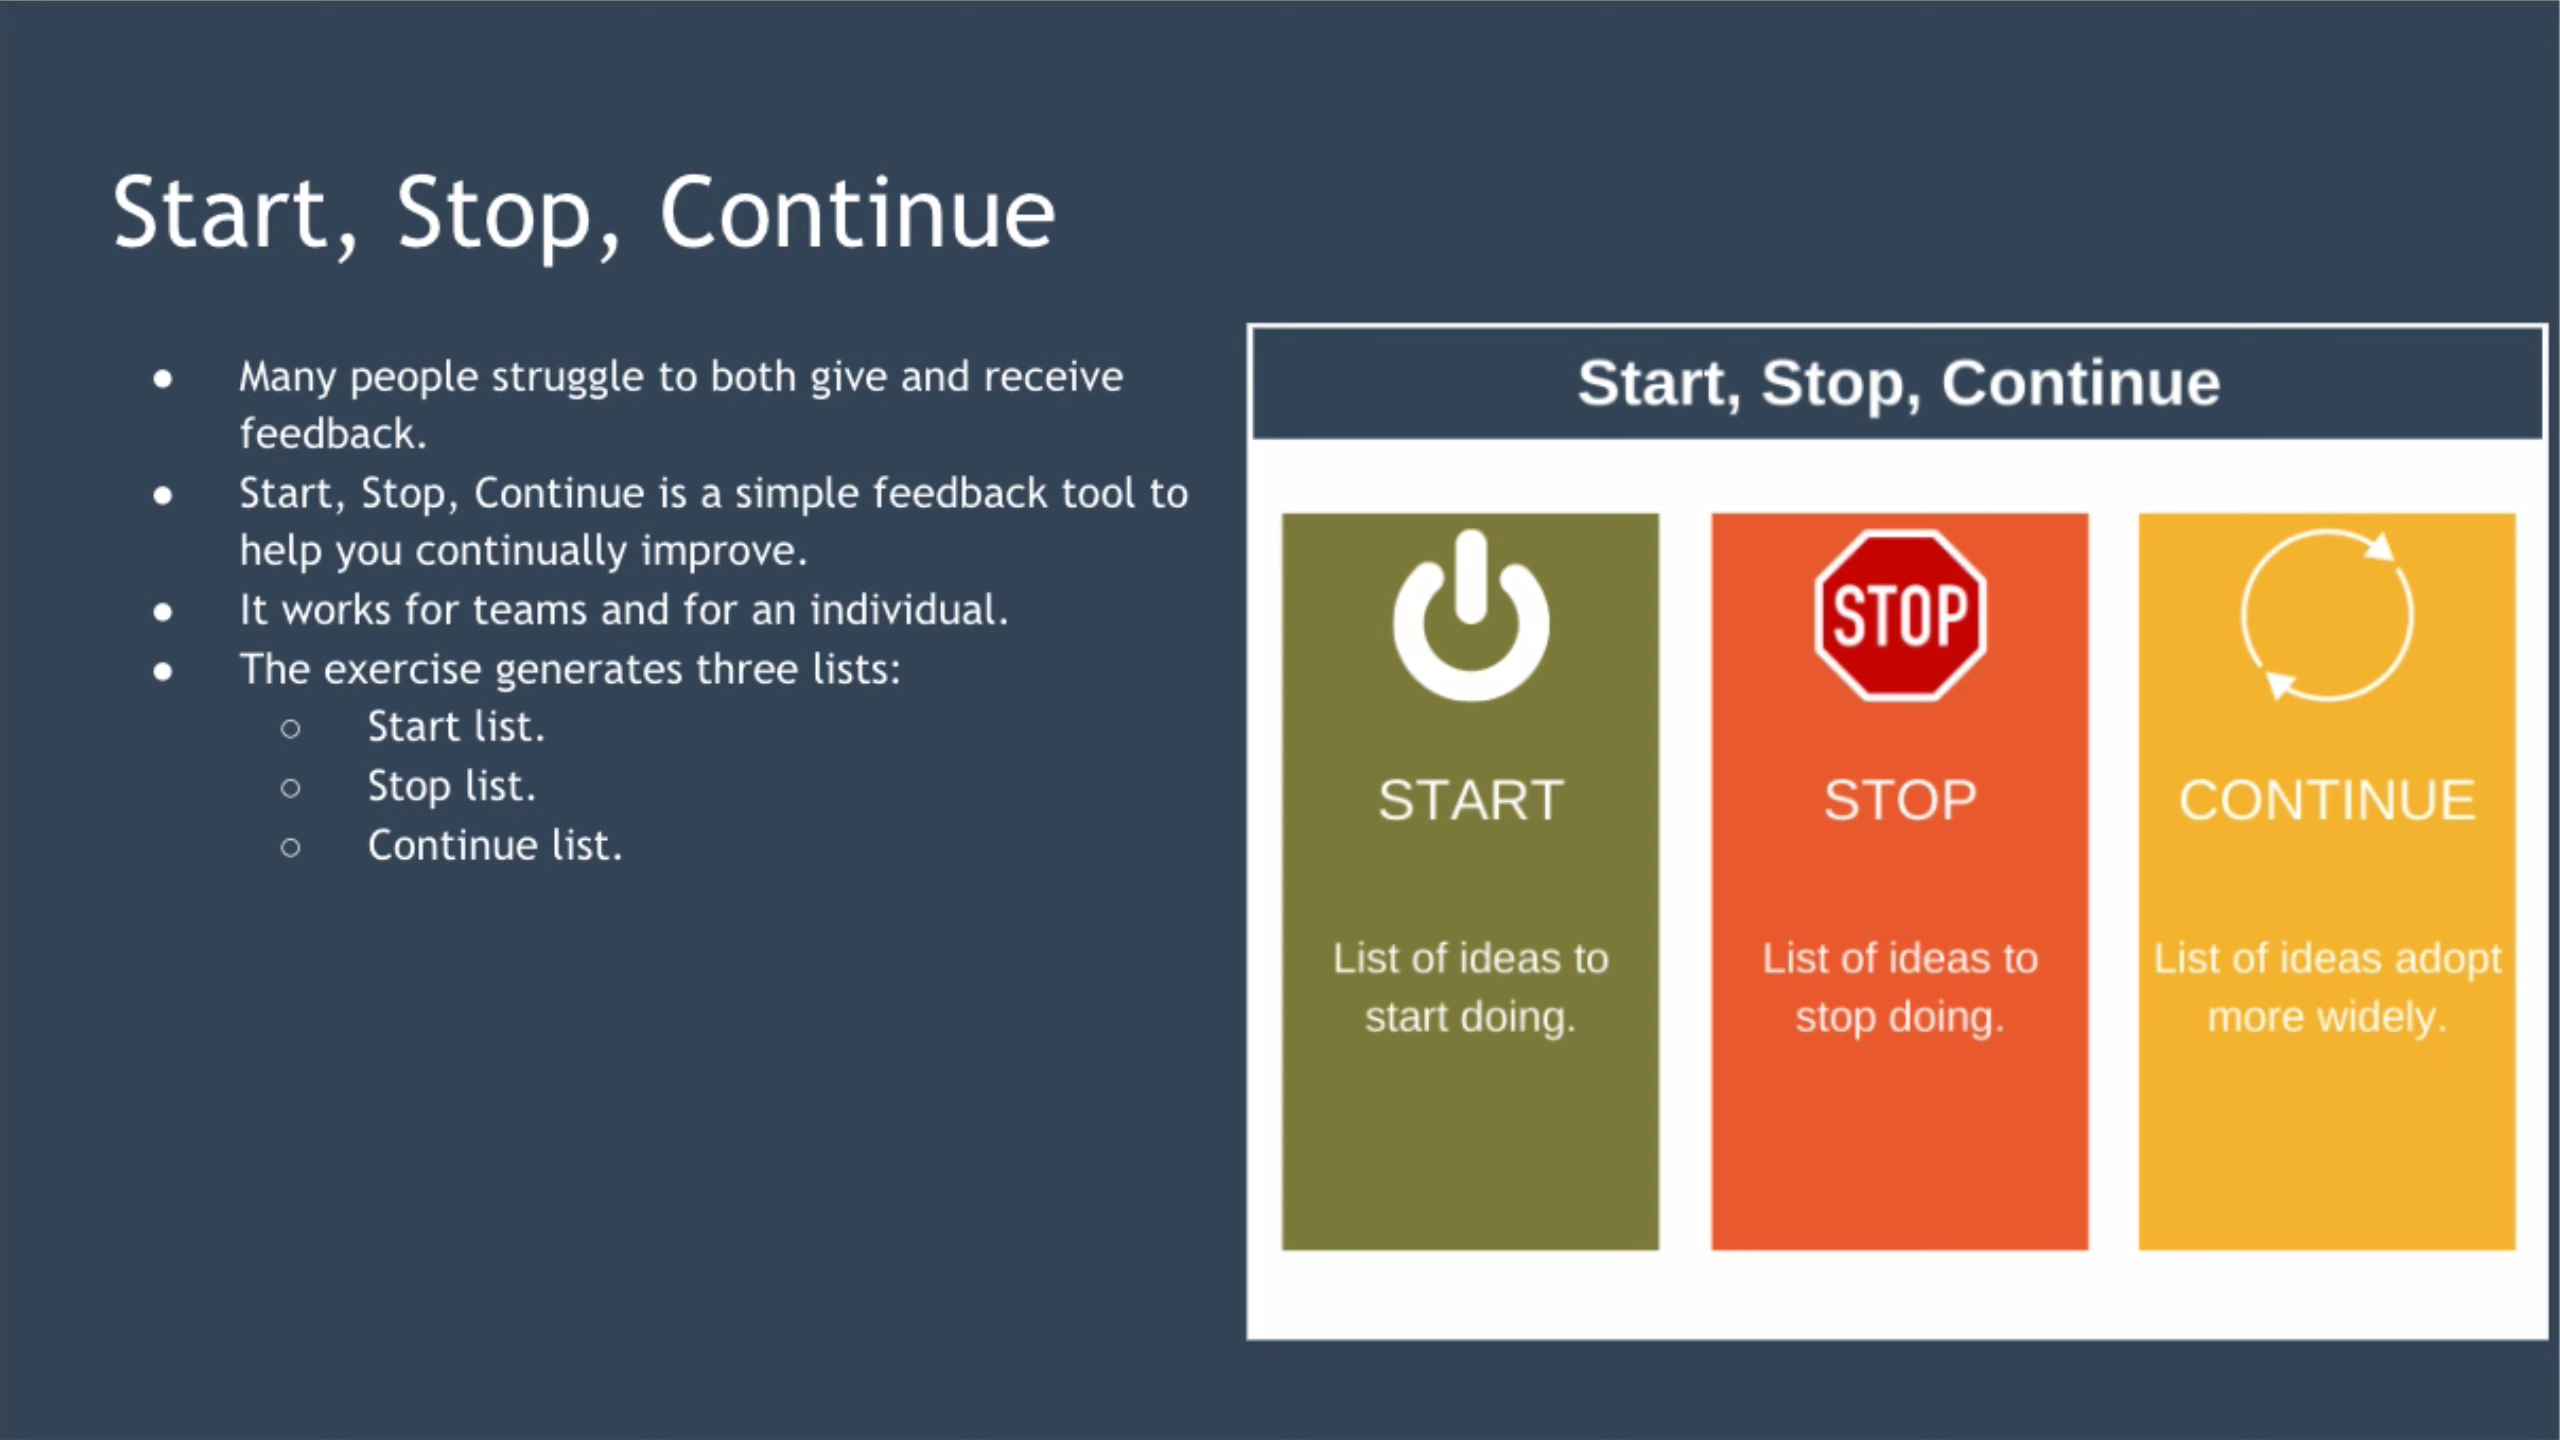 Start, Stop, Continue
● Many people struggle to both give and receive
feedback.
● Start, Stop, Continue is a simple feedback tool to
help you continually improve.
● It works for teams and for an individual.
● The exercise generates three lists:
○ Start list.
○ Stop list.
○ Continue list.
Start, Stop, Continue
START
List of ideas to
start doing.
STOP
STOP
List of ideas to
stop doing.
CONTINUE
List of ideas adopt
more widely.